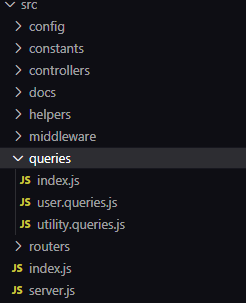 src
config
constants
controllers
docs
helpers
middleware
queries
JS index.js
JS user.queries.js
JS utility.queries.js
routers
JS index.js
JS server.js